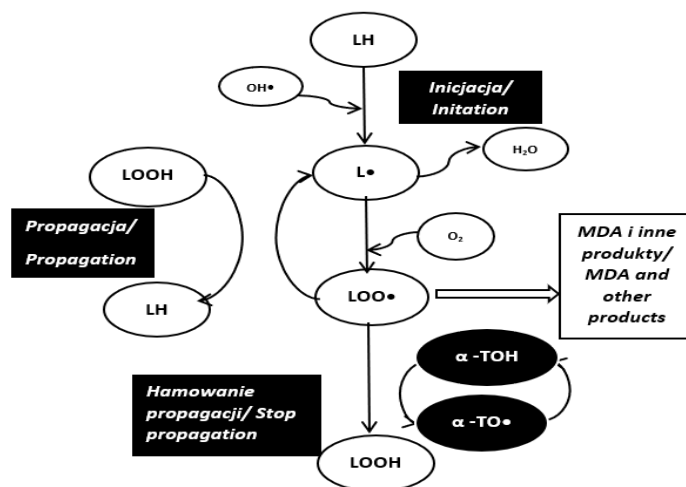 LH
OH●
Inicjacja/
Initation
L●
H₂O
LOOH
Propagacja/
Propagation
O₂
MDA i inne
produkty/
MDA and
other
products
LH
LOO●
α -TOH
Hamowanie
propagacji/ Stop
propagation
α -TO●
LOOH